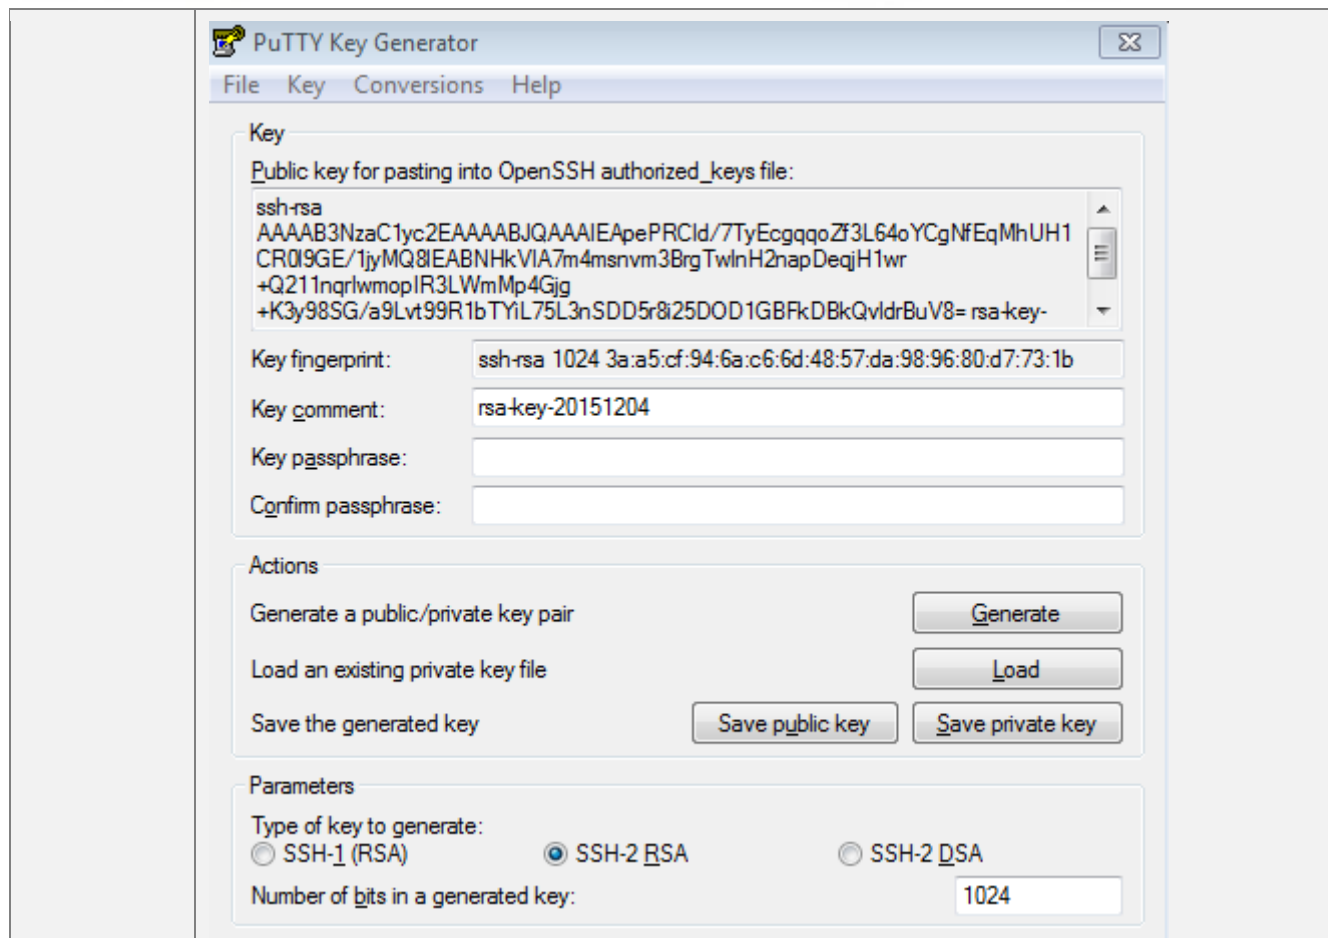 PuTTY Key Generator
File Key Conversions Help
Key
Public key for pasting into OpenSSH authorized_keys file:
ssh-rsa
AAAAB3NzaC1yc2EAAAABJQAAAIEApePRCId/7TyEcgqqoZf3L64oYCgNfEqMhUH1
CR0I9GE/1jyMQ8IEABNHkVIA7m4msnvm3BrgTwInH2napDeqjH1wr
+Q211nqrlwmopIR3LWmMp4Gjg
+K3y98SG/a9Lvt99R1bTYiL75L3nSDD5r8i25DOD1GBFkDBkQvldrBuV8= rsa-key-
Key fingerprint: ssh-rsa 1024 3a:a5:cf:94:6a:c6:6d:48:57:da:98:96:80:d7:73:1b
Key comment: rsa-key-20151204
Key passphrase:
Confirm passphrase:
Actions
Generate a public/private key pair Generate
Load an existing private key file Load
Save the generated key Save public key Save private key
Parameters
Type of key to generate:
SSH-1 (RSA) SSH-2 RSA SSH-2 DSA
Number of bits in a generated key: 1024